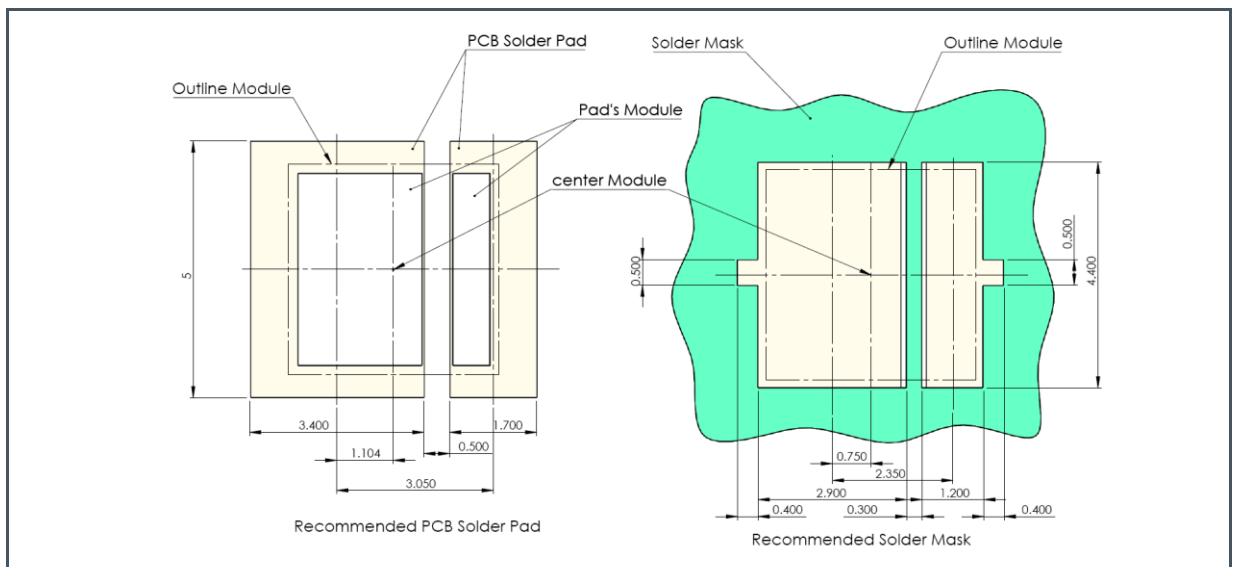 PCB Solder Pad
Outline Module
Pad's Module
center Module
5
3.400
1.700
1.104
0.500
3.050
Recommended PCB Solder Pad
Solder Mask
Outline Module
0.500
0.500
4.400
0.750
2.350
2.900
1.200
0.400
0.300
0.400
Recommended Solder Mask